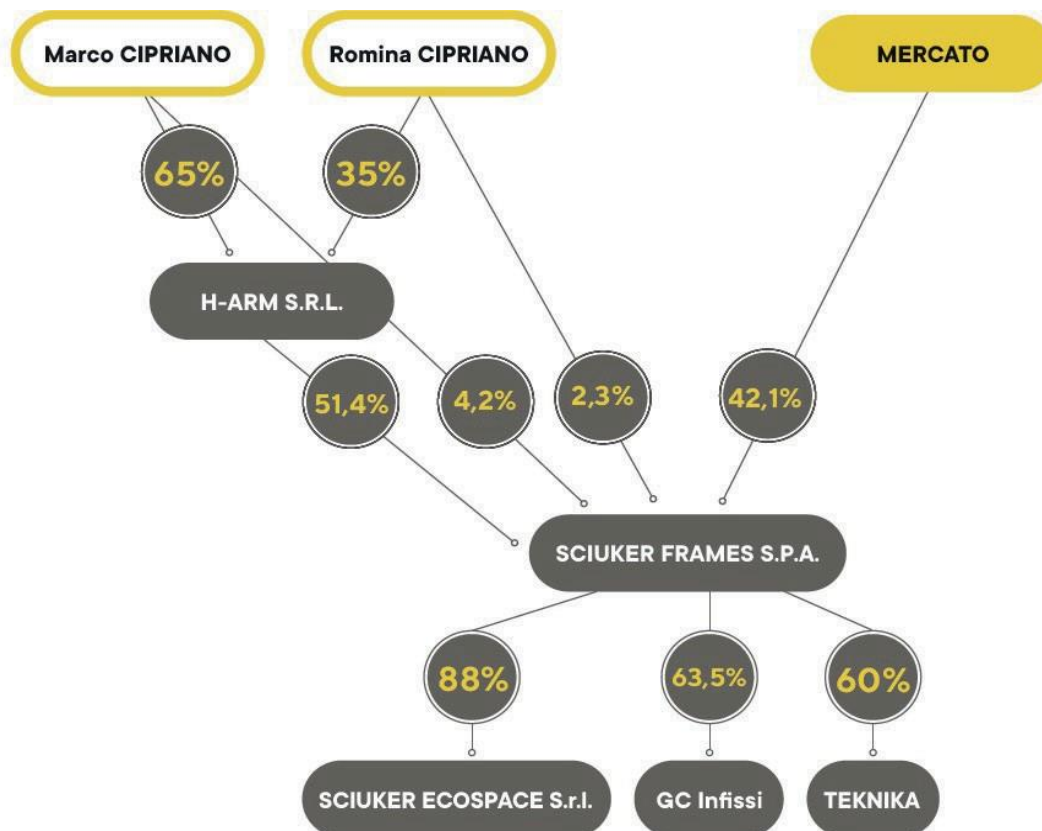 Marco CIPRIANO
Romina CIPRIANO
MERCATO
65%
35%
H-ARM S.R.L.
51,4%
4,2%
2,3%
42,1%
SCIUKER FRAMES S.P.A.
88%
63,5%
60%
SCIUKER ECOSPACE S.r.l.
GC Infissi
TEKNIKA